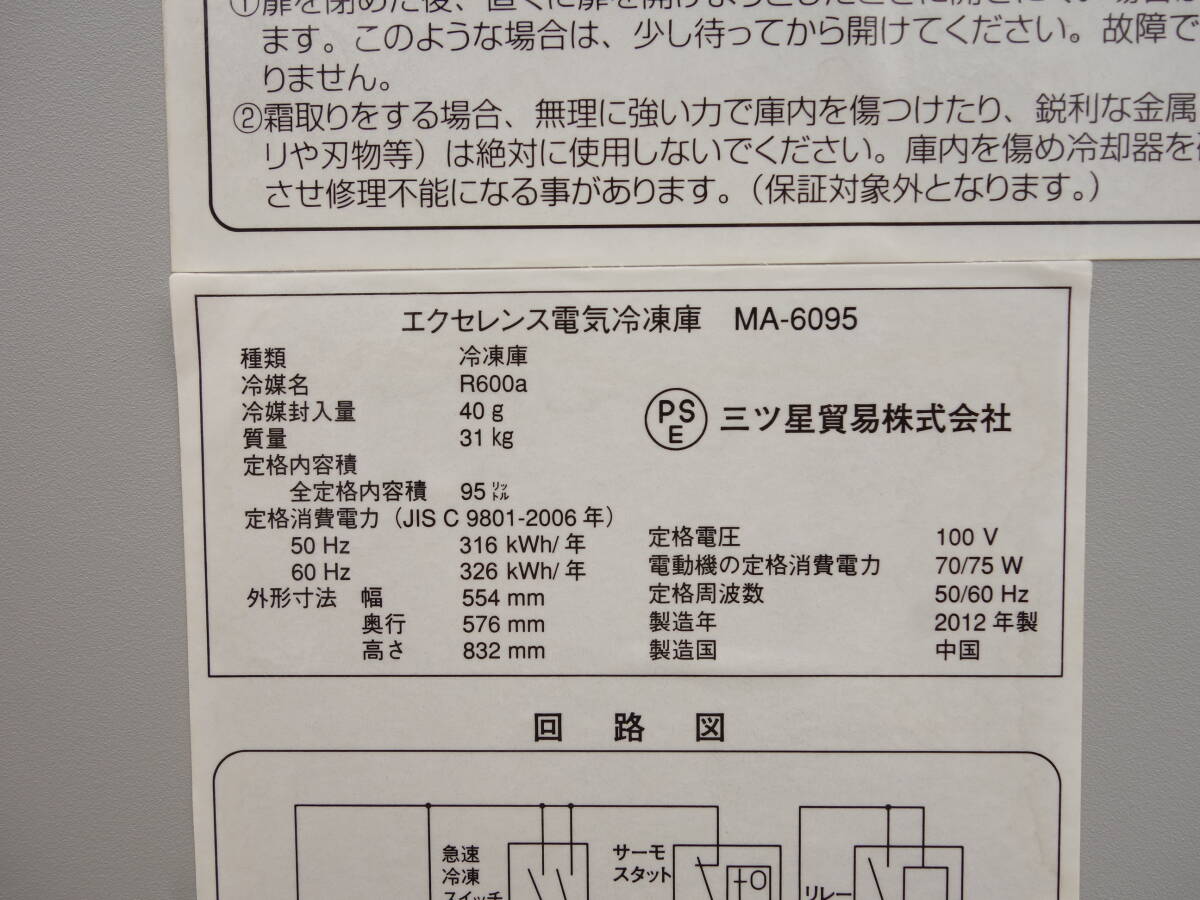 ①扉を閉めた後、直ぐに扉を開けようとしたときに開きにくい場合
ます。このような場合は、少し待ってから開けてください。故障で
りません。
②霜取りをする場合、無理に強い力で庫内を傷つけたり、鋭利な金属
リや刃物等）は絶対に使用しないでください。庫内を傷め冷却器を
させ修理不能になる事があります。（保証対象外となります。）
エクセレンス電気冷凍庫 MA-6095
種類 冷凍庫
冷媒名 R600a
冷媒封入量 40 g
質量 31 kg
定格内容積
全定格内容積 95 リットル
定格消費電力（JIS C 9801-2006 年）
50 Hz 316 kWh/ 年
60 Hz 326 kWh/ 年
外形寸法 幅 554 mm
奥行 576 mm
高さ 832 mm
PSE 三ツ星貿易株式会社
定格電圧 100 V
電動機の定格消費電力 70/75 W
定格周波数 50/60 Hz
製造年 2012 年製
製造国 中国
回路図
急速
冷凍
スイッチ
サーモ
スタット
リレー